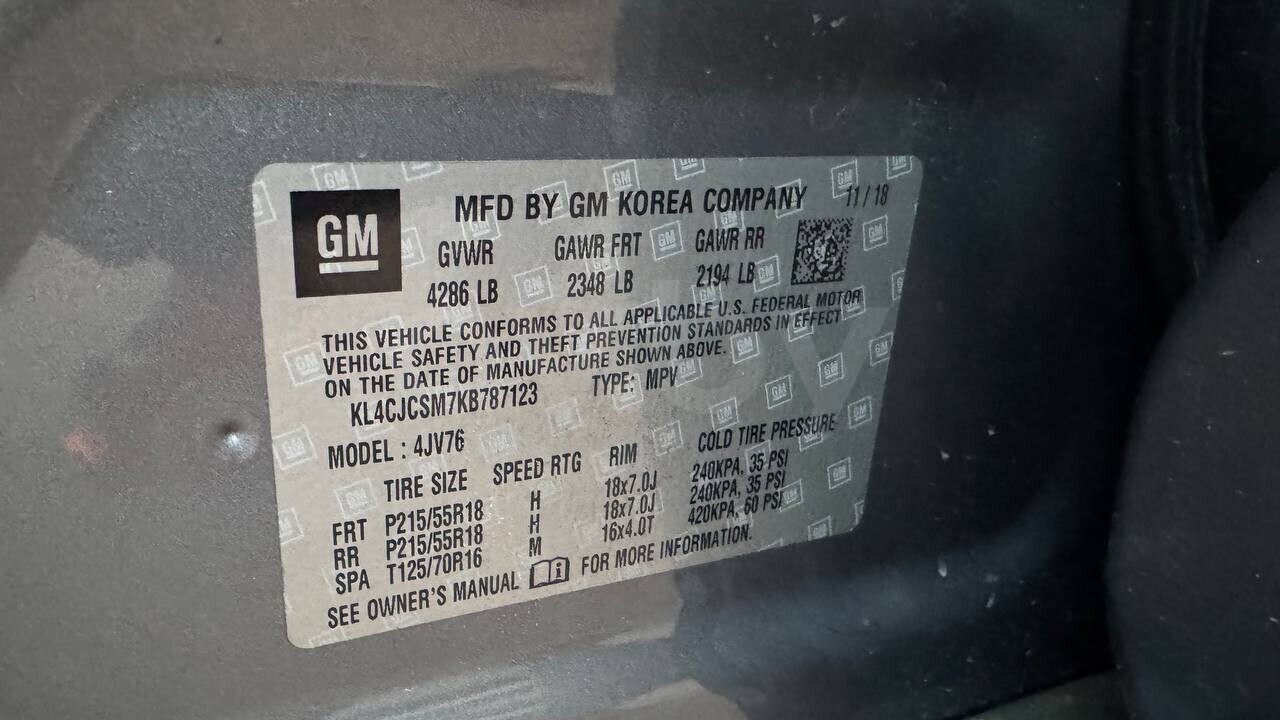 GM
MFD BY GM KOREA COMPANY 11/18
GVWR GAWR FRT GAWR RR
4286 LB 2348 LB 2194 LB
THIS VEHICLE CONFORMS TO ALL APPLICABLE U.S. FEDERAL MOTOR
VEHICLE SAFETY AND THEFT PREVENTION STANDARDS IN EFFECT
ON THE DATE OF MANUFACTURE SHOWN ABOVE.
KL4CJCSM7KB787123 TYPE: MPV
MODEL : 4JV76
TIRE SIZE SPEED RTG RIM COLD TIRE PRESSURE
FRT P215/55R18 H 18x7.0J 240KPA, 35 PSI
RR P215/55R18 H 18x7.0J 240KPA, 35 PSI
SPA T125/70R16 M 16x4.0T 420KPA, 60 PSI
SEE OWNER'S MANUAL FOR MORE INFORMATION.